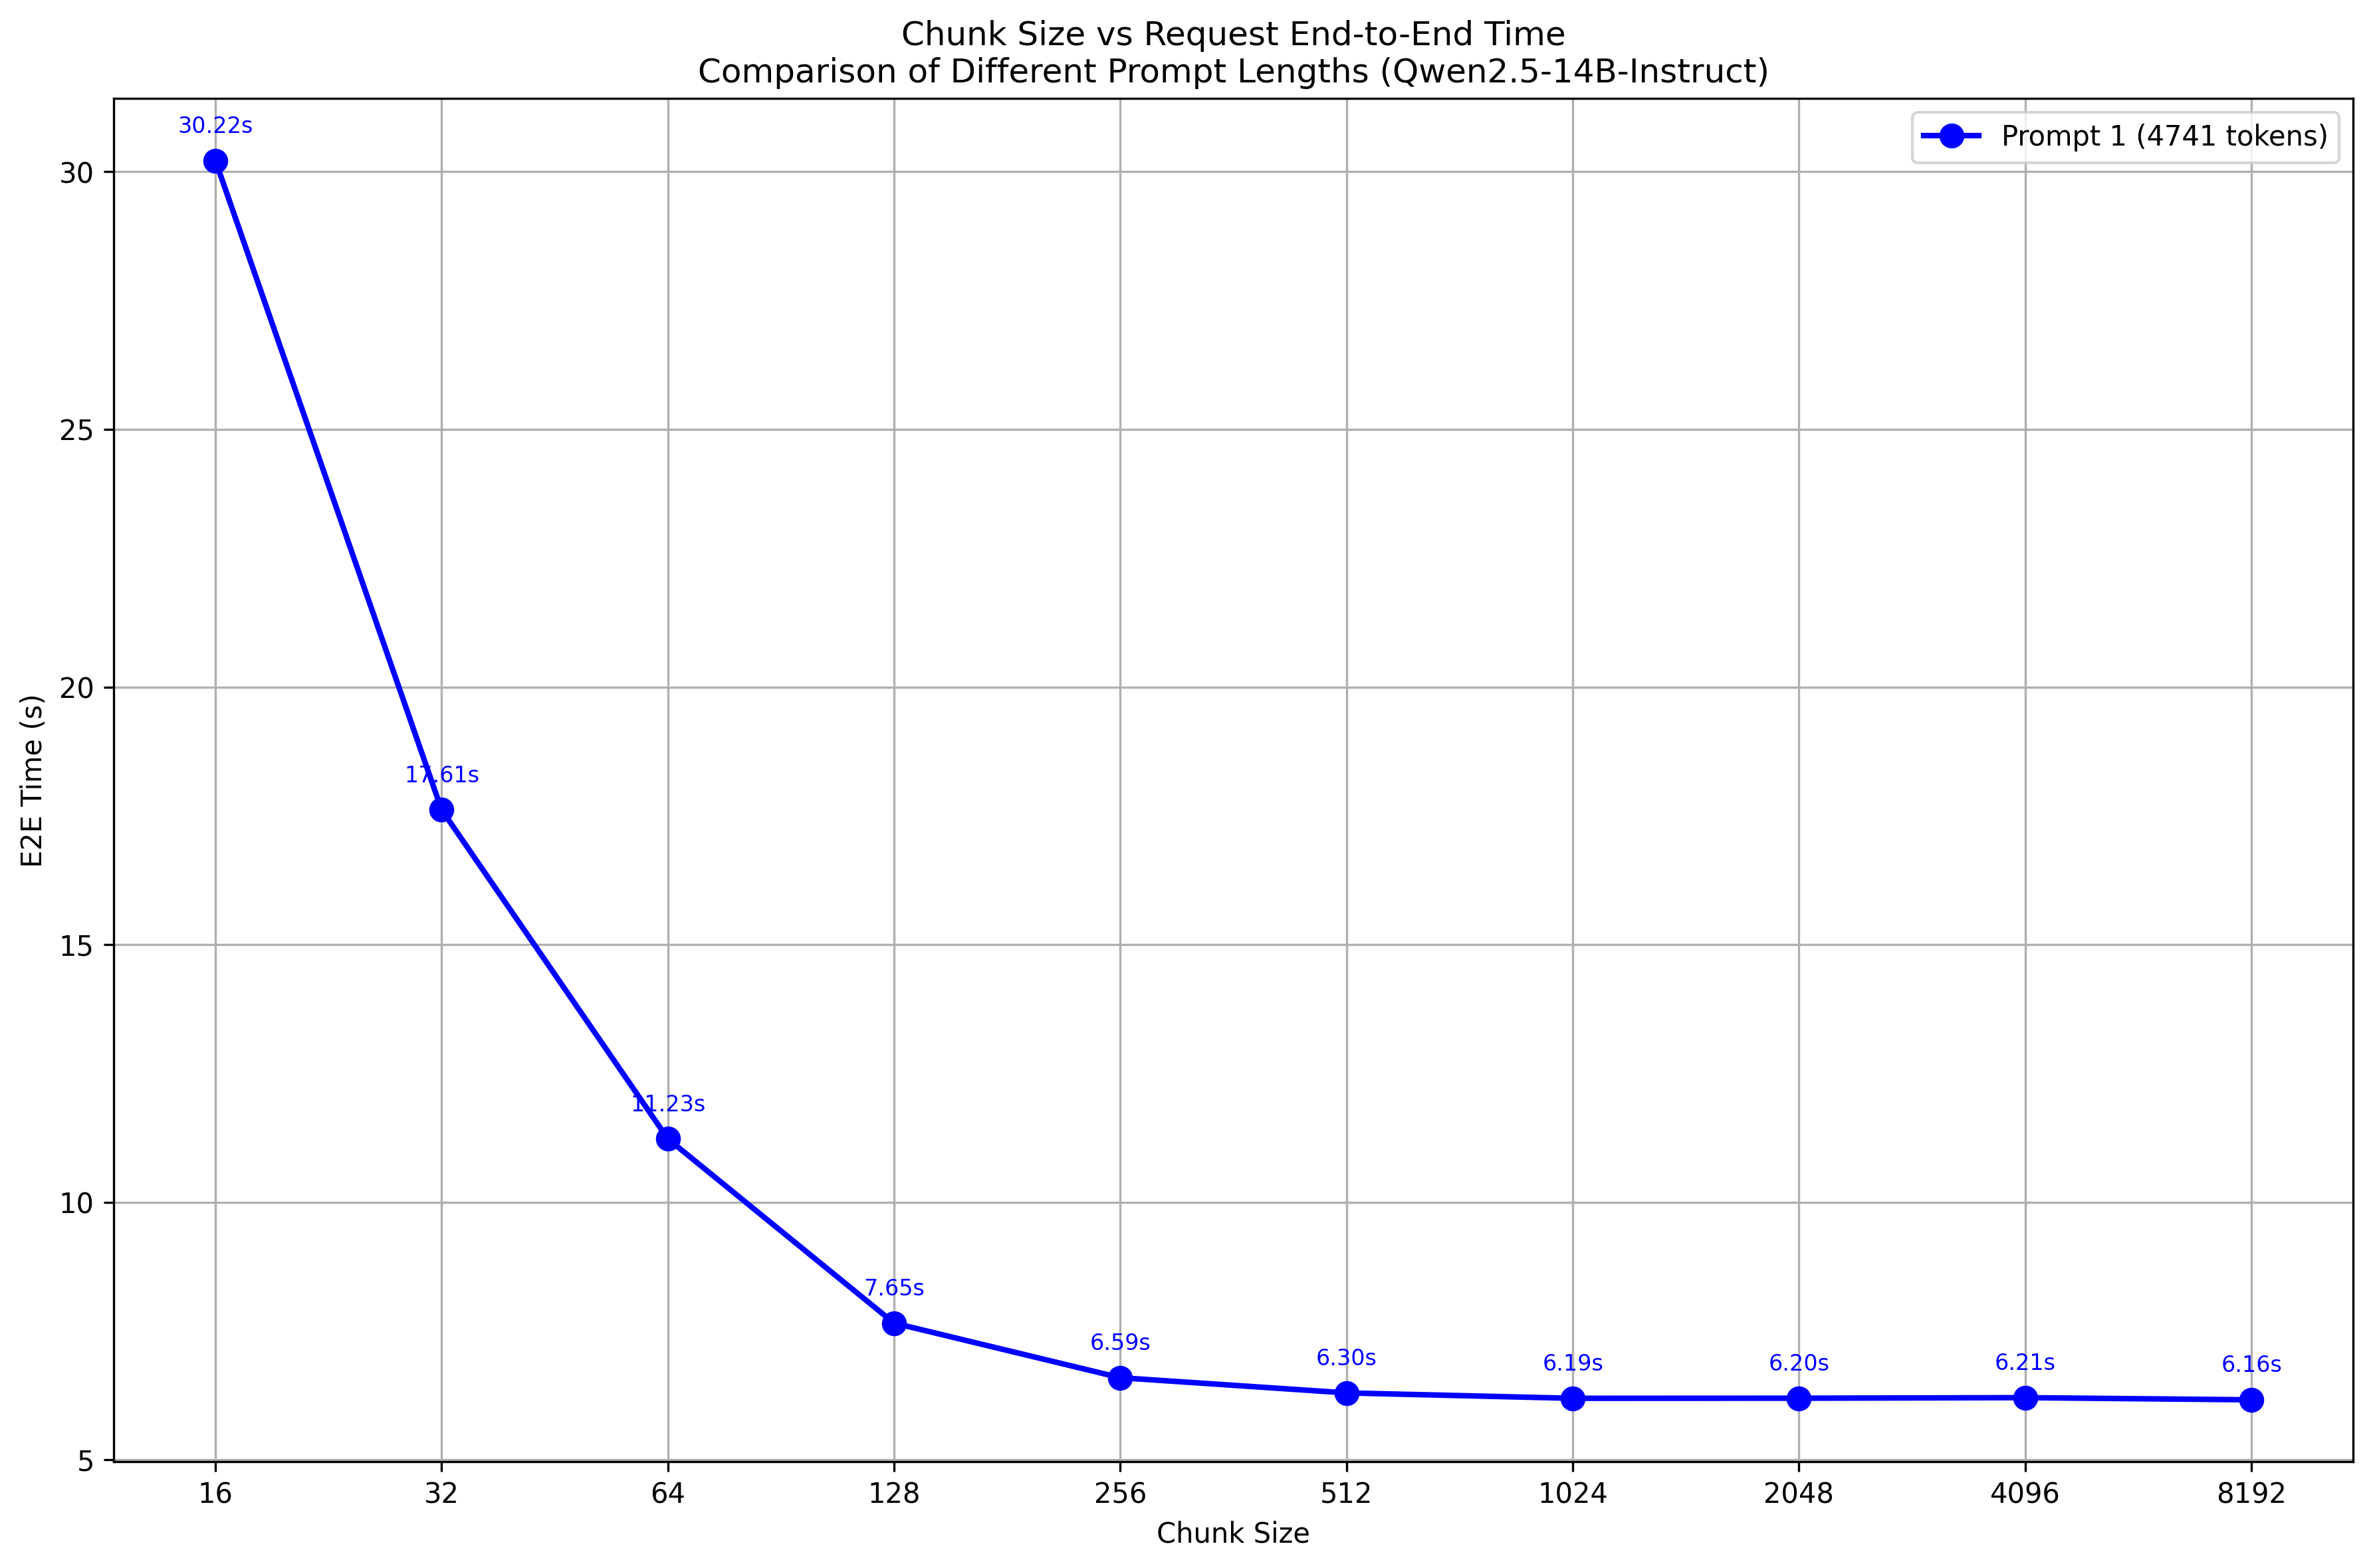 Chunk Size vs Request End-to-End Time
Comparison of Different Prompt Lengths (Qwen2.5-14B-Instruct)
Prompt 1 (4741 tokens)
30.22s
17.61s
11.23s
7.65s
6.59s
6.30s
6.19s
6.20s
6.21s
6.16s
E2E Time (s)
30
25
20
15
10
5
16
32
64
128
256
512
1024
2048
4096
8192
Chunk Size